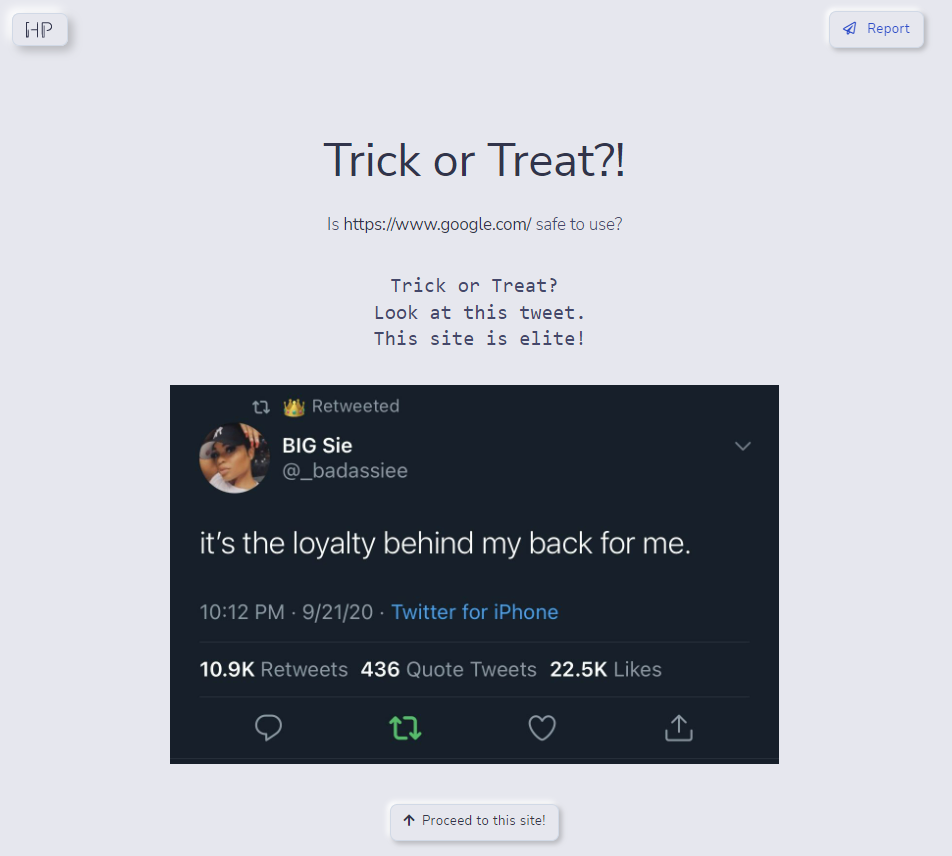 HP
Report
Trick or Treat?!
Is https://www.google.com/ safe to use?
Trick or Treat?
Look at this tweet.
This site is elite!
Retweeted
BIG Sie
@_badassiee
it’s the loyalty behind my back for me.
10:12 PM · 9/21/20 · Twitter for iPhone
10.9K Retweets 436 Quote Tweets 22.5K Likes
Proceed to this site!